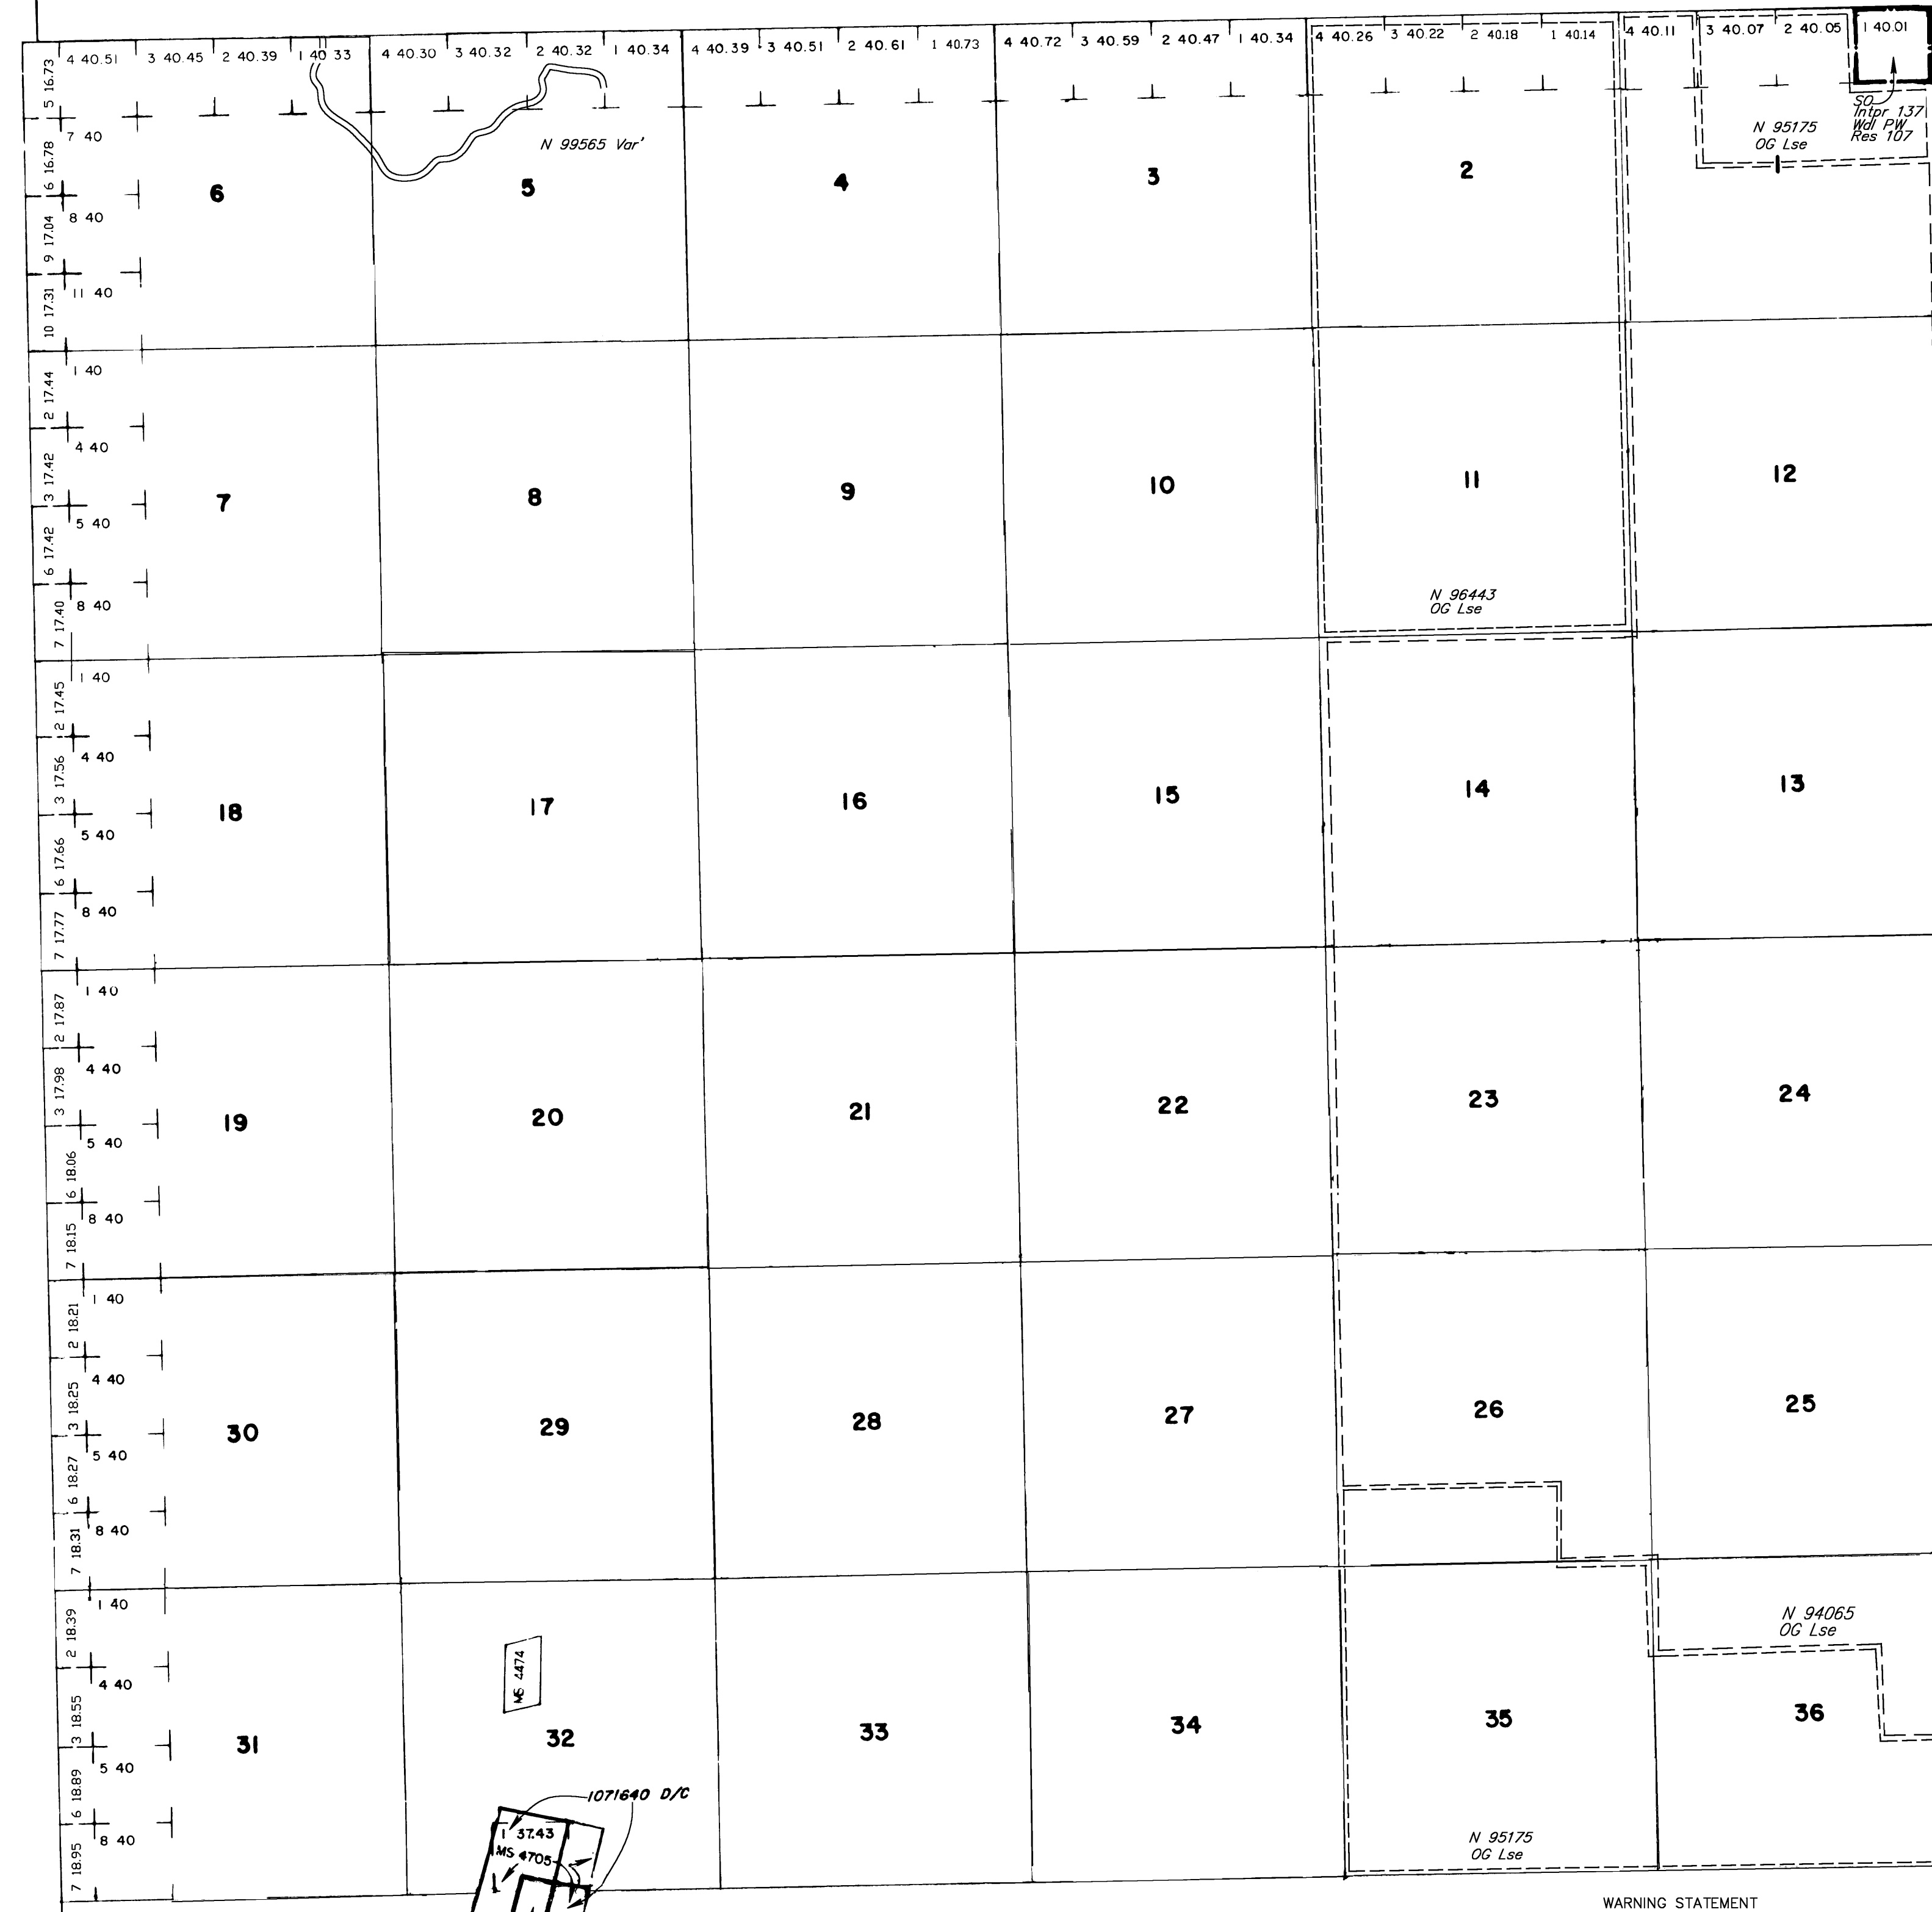 4 40.51 3 40.45 2 40.39 1 40.33 4 40.30 3 40.32 2 40.32 1 40.34 4 40.39 3 40.51 2 40.61 1 40.73 4 40.72 3 40.59 2 40.47 1 40.34 4 40.26 3 40.22 2 40.18 1 40.14 4 40.11 3 40.07 2 40.05 1 40.01
5 16.73
7 40
6 16.78
8 40
9 17.04
11 40
10 17.31
N 99565 Var'
N 95175
OG Lse
SO
Intpr 137
Wdl PW
Res 107
6 5 4 3 2 1
1 40
2 17.44
4 40
3 17.42
5 40
6 17.42
8 40
7 17.40
7 8 9 10 11 12
N 96443
OG Lse
1 40
2 17.45
4 40
3 17.56
5 40
6 17.66
8 40
7 17.77
18 17 16 15 14 13
1 40
2 17.87
4 40
3 17.98
5 40
6 18.06
8 40
7 18.15
19 20 21 22 23 24
1 40
2 18.21
4 40
3 18.25
5 40
6 18.27
8 40
7 18.31
30 29 28 27 26 25
1 40
2 18.39
4 40
3 18.55
5 40
6 18.89
8 40
7 18.95
N 94065
OG Lse
MS 4474
31 32 33 34 35 36
1071640 D/C
1 37.43
MS 4705
L
N 95175
OG Lse
WARNING STATEMENT